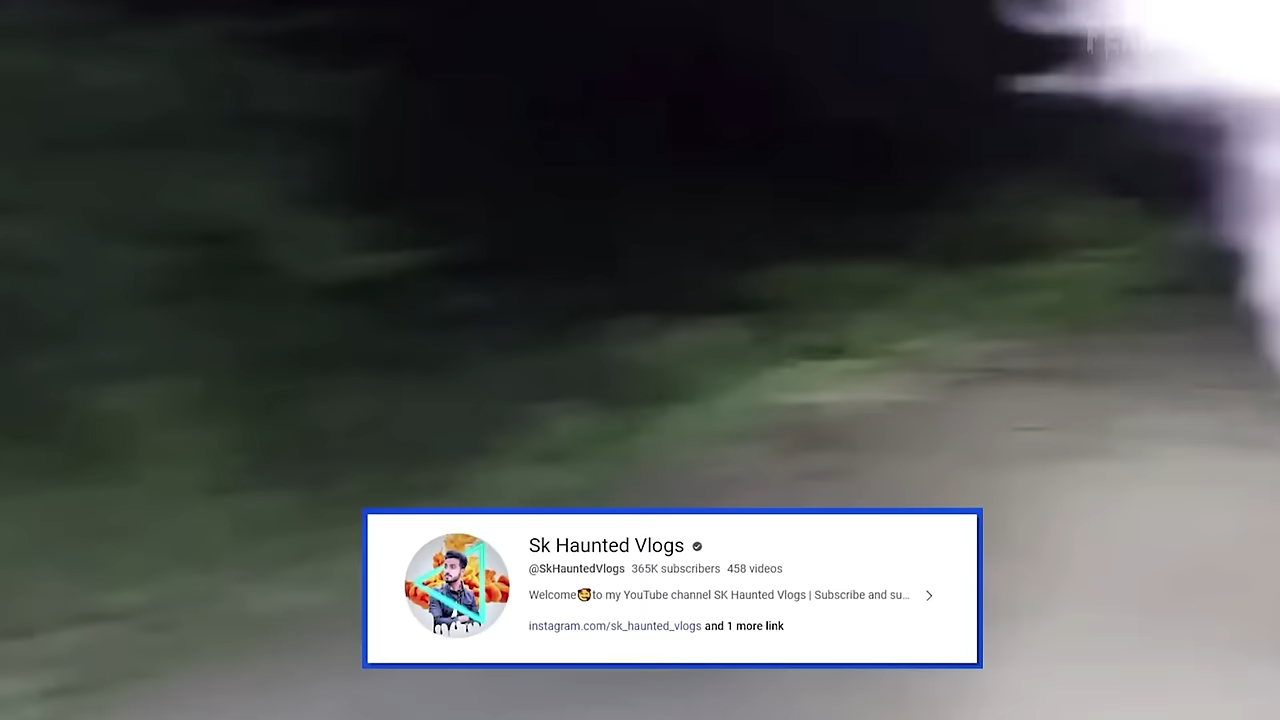 Sk Haunted Vlogs
@SkHauntedVlogs 365K subscribers 458 videos
Welcome🥰to my YouTube channel SK Haunted Vlogs | Subscribe and su...
instagram.com/sk_haunted_vlogs and 1 more link